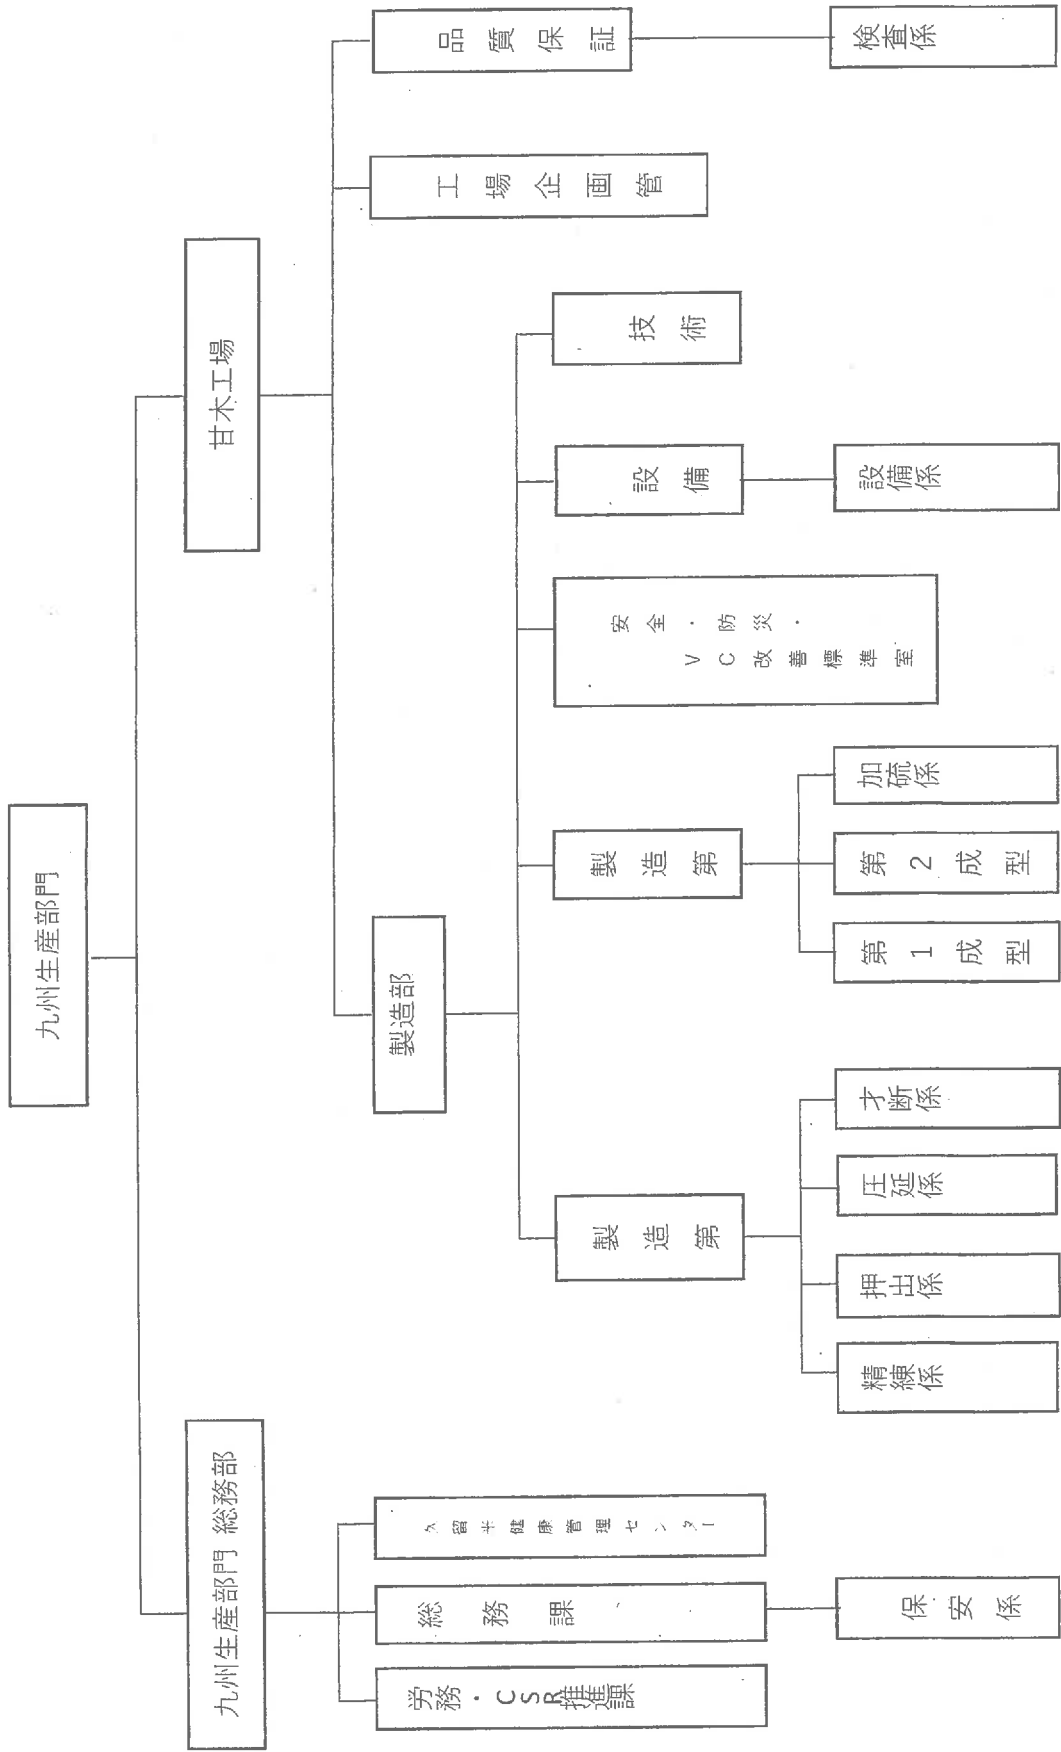 九州生産部門
九州生産部門 総務部
甘木工場
労務・CSR推進課
総務課
久留米健康管理センター
製造部
工場企画管
品質保証
製造第
製造第
安全・防災・
VC改善標準室
設備
技術
保安係
精練係
押出係
圧延係
才断係
第1成型
第2成型
加硫係
設備係
検査係